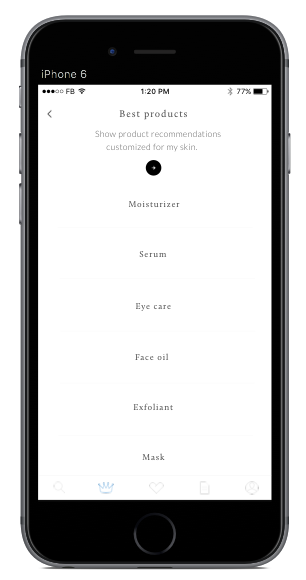 iPhone 6
FB 1:20 PM 77%
Best products
Show product recommendations
customized for my skin.
Moisturizer
Serum
Eye care
Face oil
Exfoliant
Mask